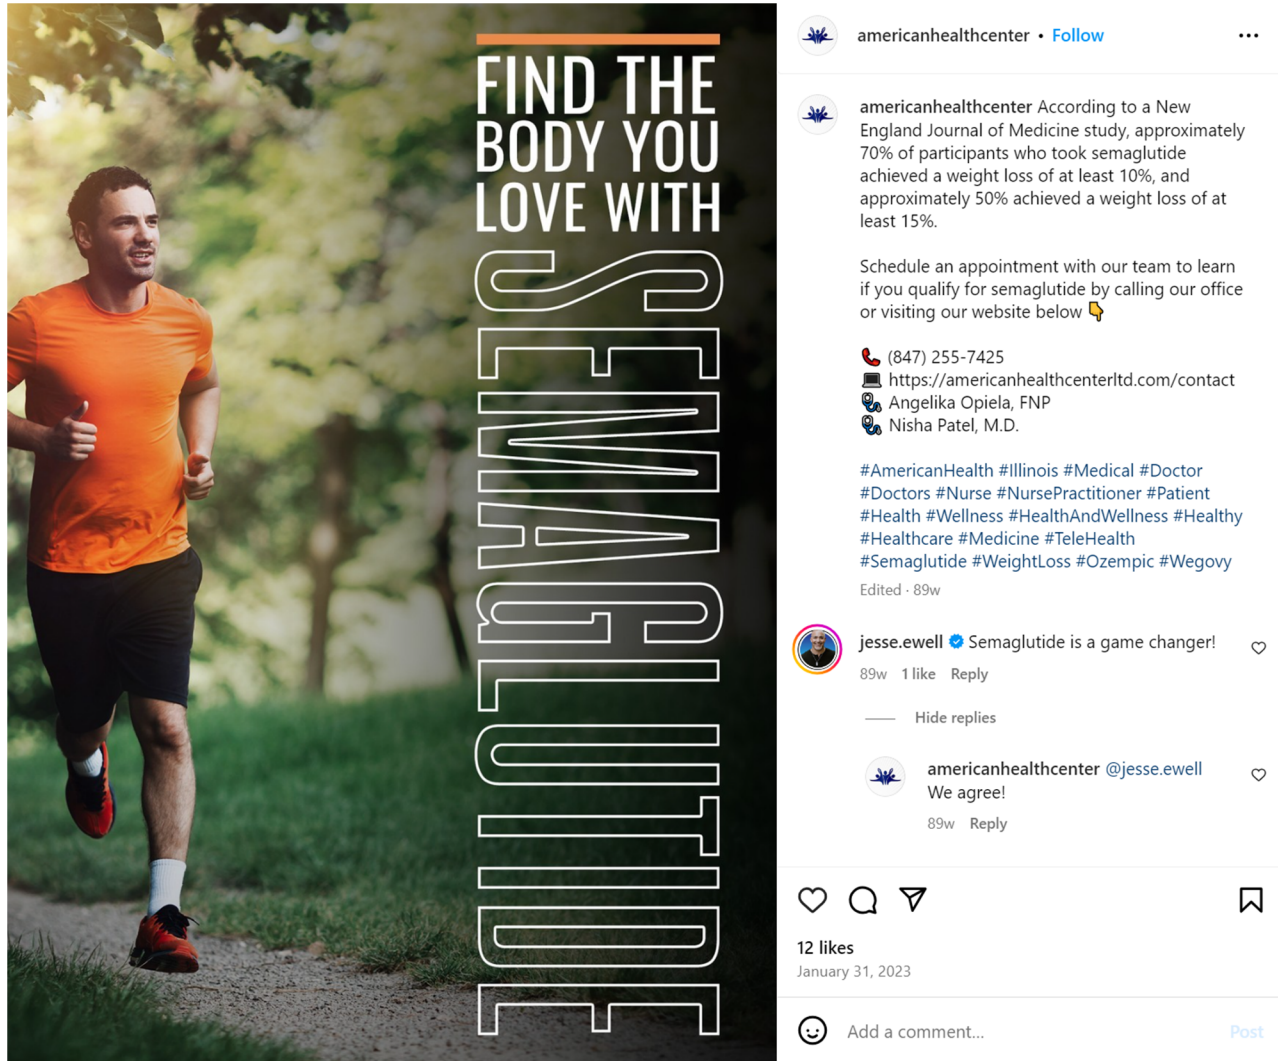 FIND THE
BODY YOU
LOVE WITH
SEMAGLUTIDE
americanhealthcenter • Follow
americanhealthcenter According to a New
England Journal of Medicine study, approximately
70% of participants who took semaglutide
achieved a weight loss of at least 10%, and
approximately 50% achieved a weight loss of at
least 15%.
Schedule an appointment with our team to learn
if you qualify for semaglutide by calling our office
or visiting our website below 👇
📞 (847) 255-7425
💻 https://americanhealthcenterltd.com/contact
🩺 Angelika Opiela, FNP
🩺 Nisha Patel, M.D.
#AmericanHealth #Illinois #Medical #Doctor
#Doctors #Nurse #NursePractitioner #Patient
#Health #Wellness #HealthAndWellness #Healthy
#Healthcare #Medicine #TeleHealth
#Semaglutide #WeightLoss #Ozempic #Wegovy
Edited · 89w
jesse.ewell Semaglutide is a game changer!
89w 1 like Reply
Hide replies
americanhealthcenter @jesse.ewell
We agree!
89w Reply
12 likes
January 31, 2023
Add a comment...
Post